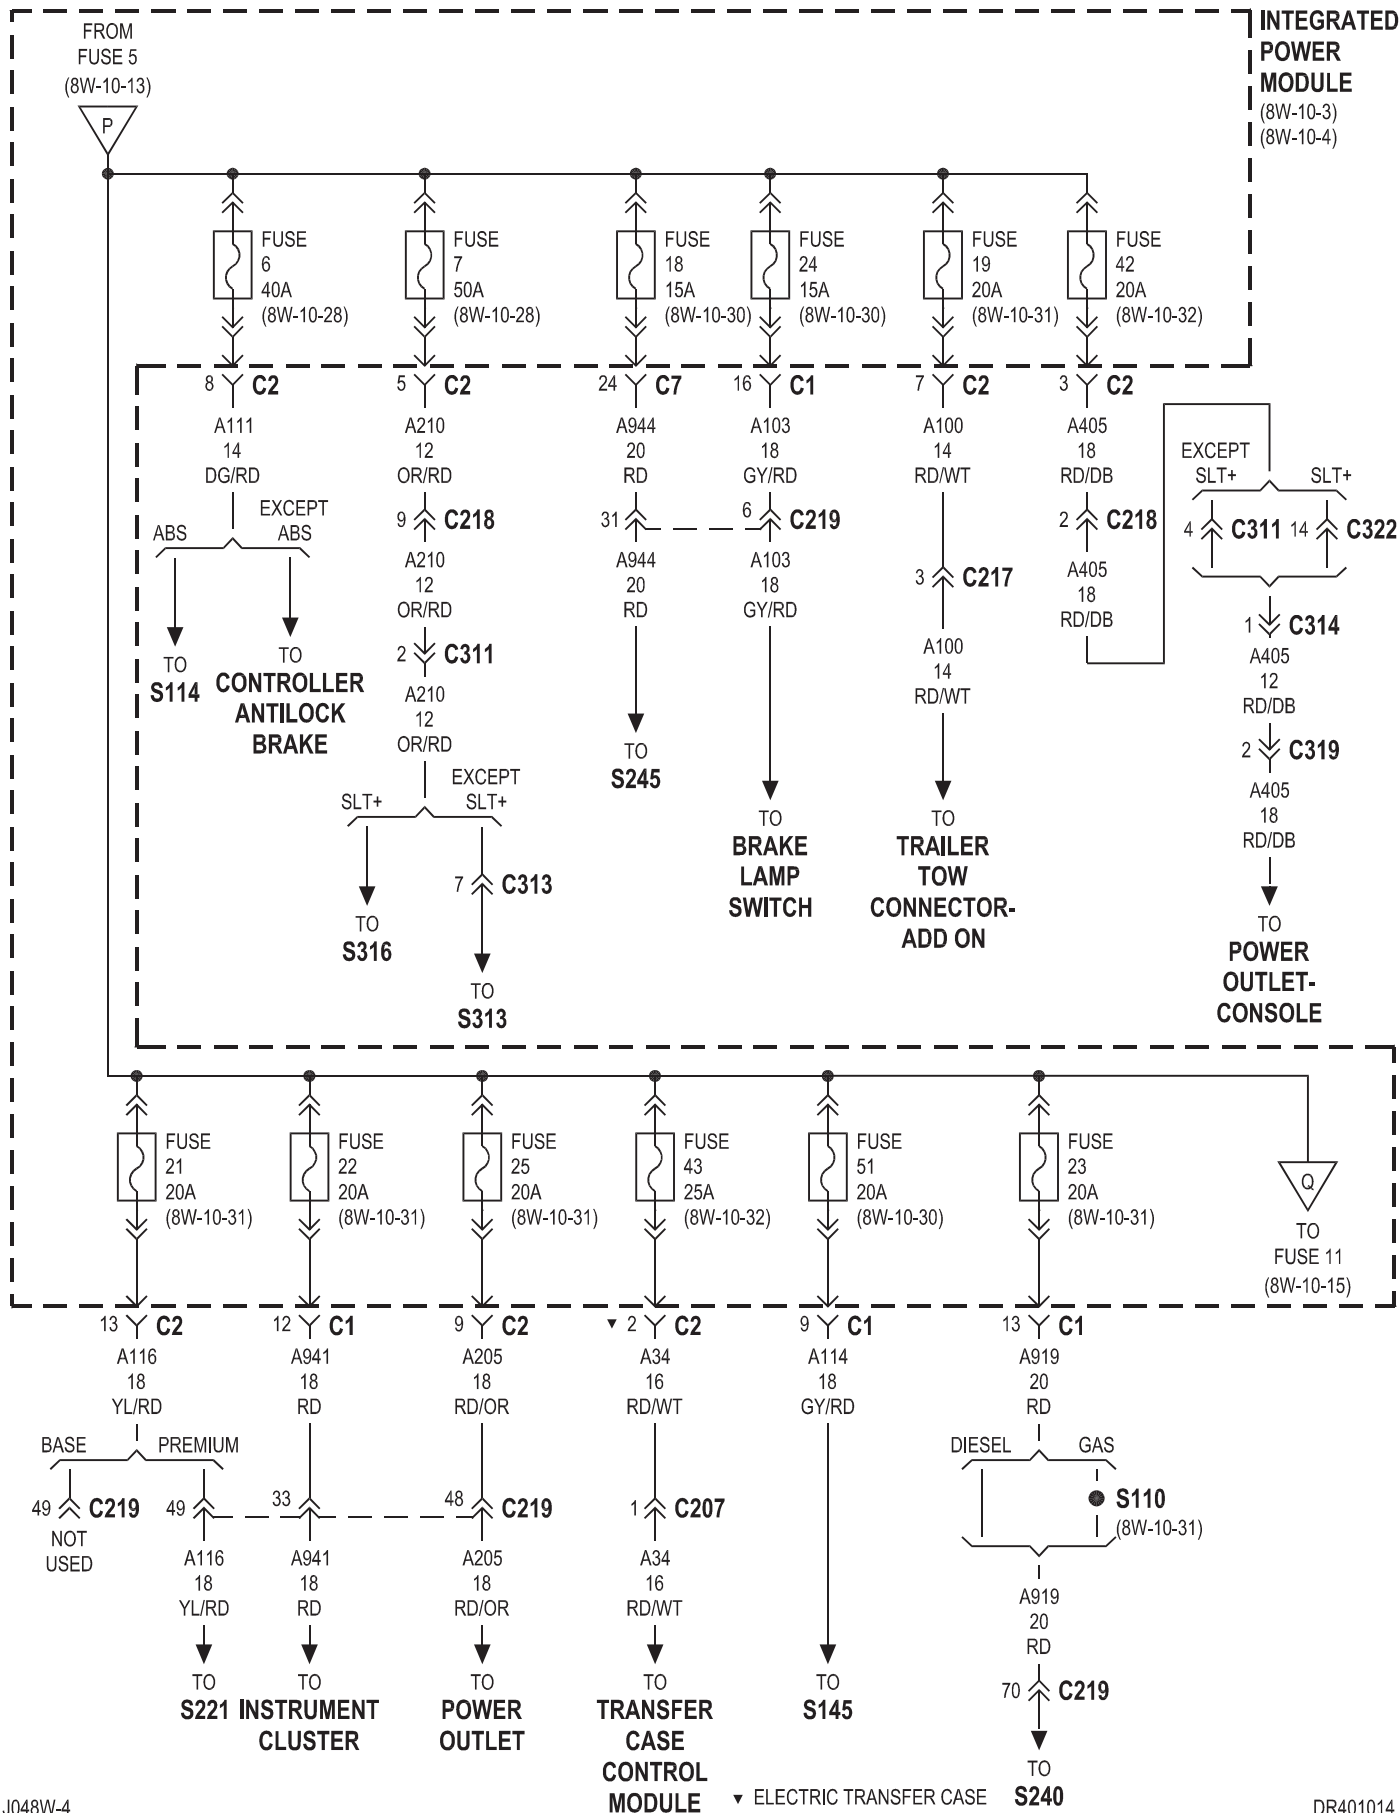 FROM
FUSE 5
(8W-10-13)
P
INTEGRATED
POWER
MODULE
(8W-10-3)
(8W-10-4)
FUSE
6
40A
(8W-10-28)
FUSE
7
50A
(8W-10-28)
FUSE
18
15A
(8W-10-30)
FUSE
24
15A
(8W-10-30)
FUSE
19
20A
(8W-10-31)
FUSE
42
20A
(8W-10-32)
8 C2
A111
14
DG/RD
ABS
EXCEPT
ABS
TO
S114
TO
CONTROLLER
ANTILOCK
BRAKE
5 C2
A210
12
OR/RD
9 C218
A210
12
OR/RD
2 C311
A210
12
OR/RD
SLT+
EXCEPT
SLT+
TO
S316
7 C313
TO
S313
24 C7
A944
20
RD
31
A944
20
RD
TO
S245
16 C1
A103
18
GY/RD
6 C219
A103
18
GY/RD
TO
BRAKE
LAMP
SWITCH
7 C2
A100
14
RD/WT
3 C217
A100
14
RD/WT
TO
TRAILER
TOW
CONNECTOR-
ADD ON
3 C2
A405
18
RD/DB
2 C218
A405
18
RD/DB
EXCEPT
SLT+
SLT+
4 C311
14 C322
1 C314
A405
12
RD/DB
2 C319
A405
18
RD/DB
TO
POWER
OUTLET-
CONSOLE
FUSE
21
20A
(8W-10-31)
FUSE
22
20A
(8W-10-31)
FUSE
25
20A
(8W-10-31)
FUSE
43
25A
(8W-10-32)
FUSE
51
20A
(8W-10-30)
FUSE
23
20A
(8W-10-31)
Q
TO
FUSE 11
(8W-10-15)
13 C2
A116
18
YL/RD
BASE
PREMIUM
49 C219
NOT
USED
49
A116
18
YL/RD
TO
S221
12 C1
A941
18
RD
33
A941
18
RD
TO
INSTRUMENT
CLUSTER
9 C2
A205
18
RD/OR
48 C219
A205
18
RD/OR
TO
POWER
OUTLET
▼ 2 C2
A34
16
RD/WT
1 C207
A34
16
RD/WT
TO
TRANSFER
CASE
CONTROL
MODULE
9 C1
A114
18
GY/RD
TO
S145
13 C1
A919
20
RD
DIESEL
GAS
S110
(8W-10-31)
A919
20
RD
70 C219
TO
S240
▼ ELECTRIC TRANSFER CASE
J048W-4
DR401014